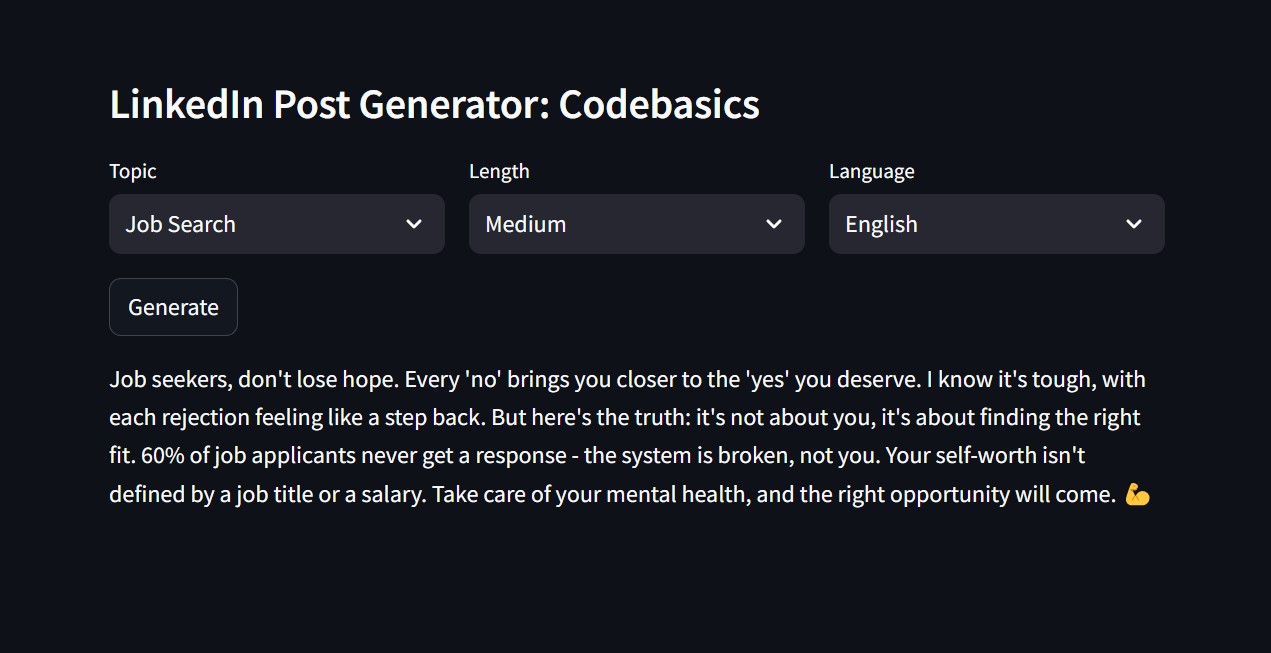 LinkedIn Post Generator: Codebasics
Topic
Length
Language
Job Search
Medium
English
Generate
Job seekers, don't lose hope. Every 'no' brings you closer to the 'yes' you deserve. I know it's tough, with
each rejection feeling like a step back. But here's the truth: it's not about you, it's about finding the right
fit. 60% of job applicants never get a response - the system is broken, not you. Your self-worth isn't
defined by a job title or a salary. Take care of your mental health, and the right opportunity will come. 💪